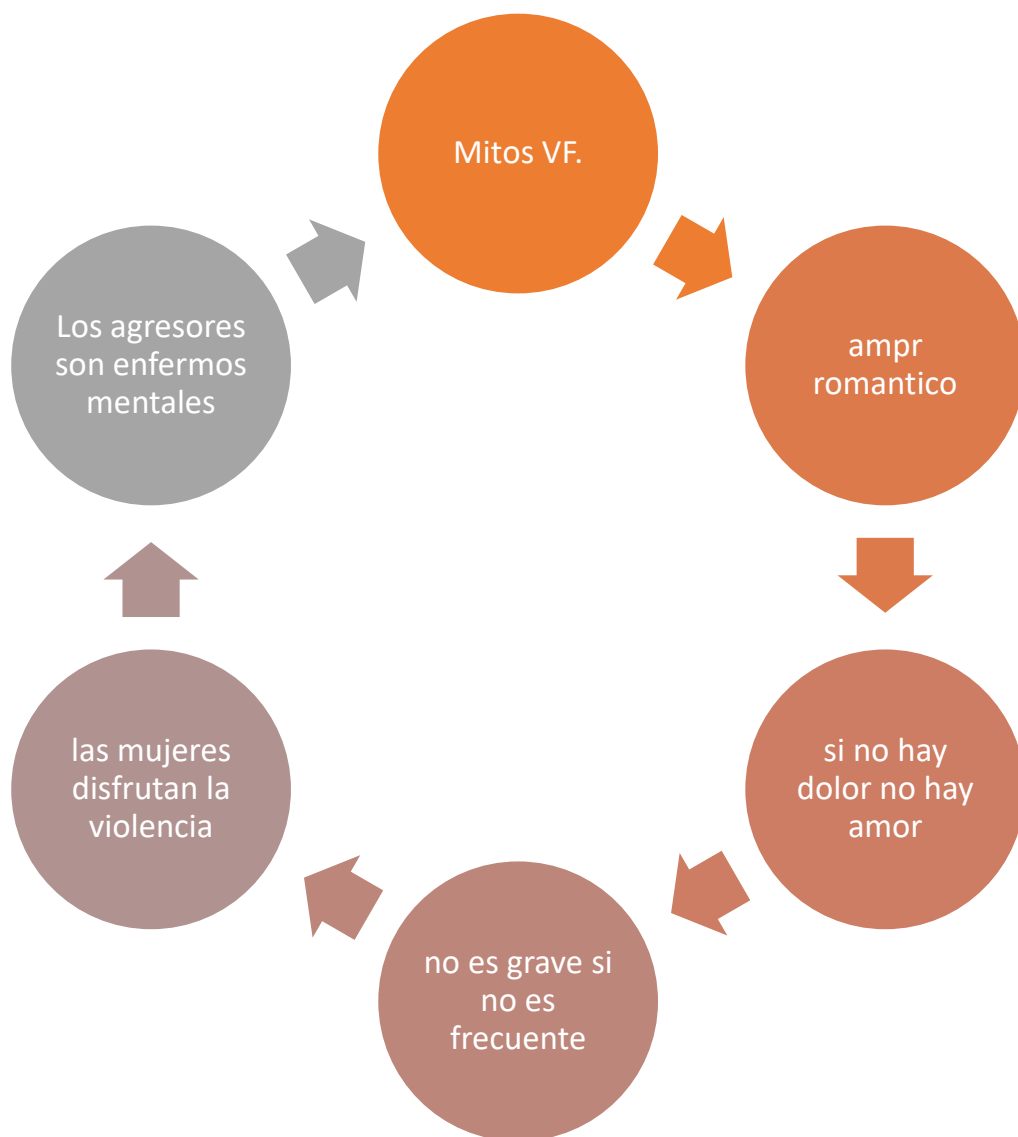 Mitos VF.
ampr
romantico
si no hay
dolor no hay
amor
no es grave si
no es
frecuente
las mujeres
disfrutan la
violencia
Los agresores
son enfermos
mentales